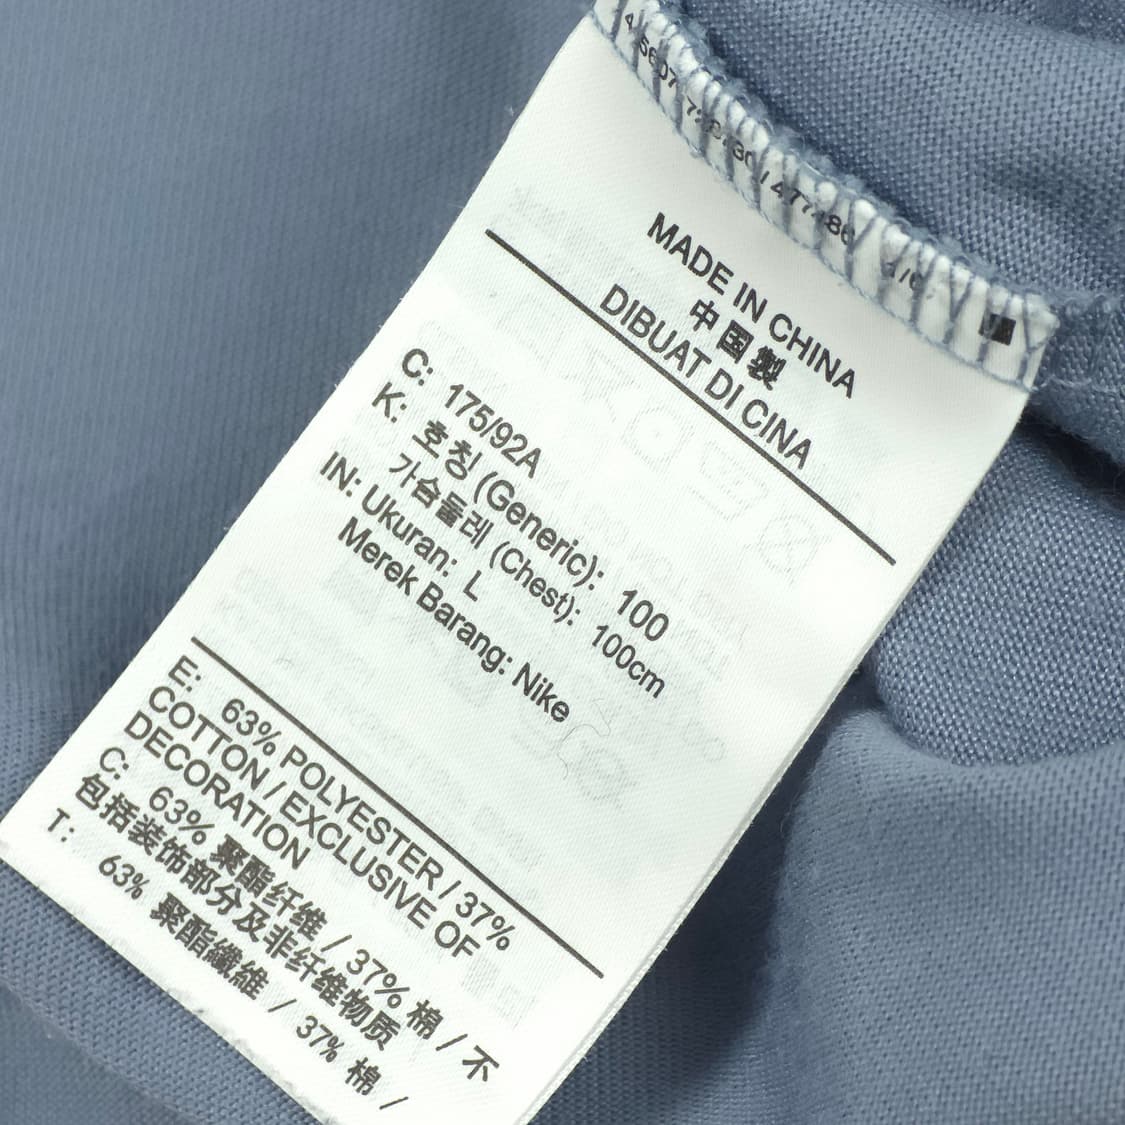 MADE IN CHINA
中国製
DIBUAT DI CINA
C: 175/92A
K: 호칭 (Generic): 100
가슴둘레 (Chest): 100cm
IN: Ukuran: L
Merek Barang: Nike
E: 63% POLYESTER / 37%
COTTON / EXCLUSIVE OF
DECORATION
C: 63% 聚酯纤维 / 37% 棉 / 不
包括装饰部分及非纤维物质
T: 63% 聚酯纖維 / 37% 棉 /